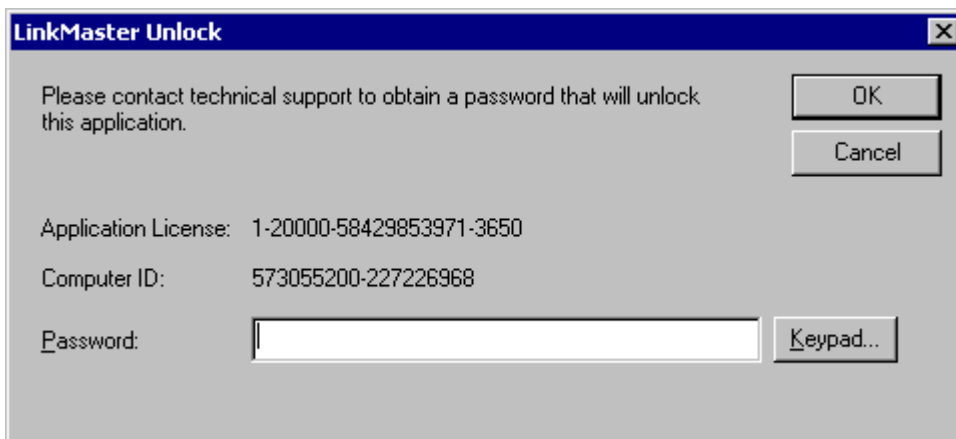 LinkMaster Unlock
Please contact technical support to obtain a password that will unlock
this application.
OK
Cancel
Application License: 1-20000-58429853971-3650
Computer ID: 573055200-227226968
Password:
Keypad...